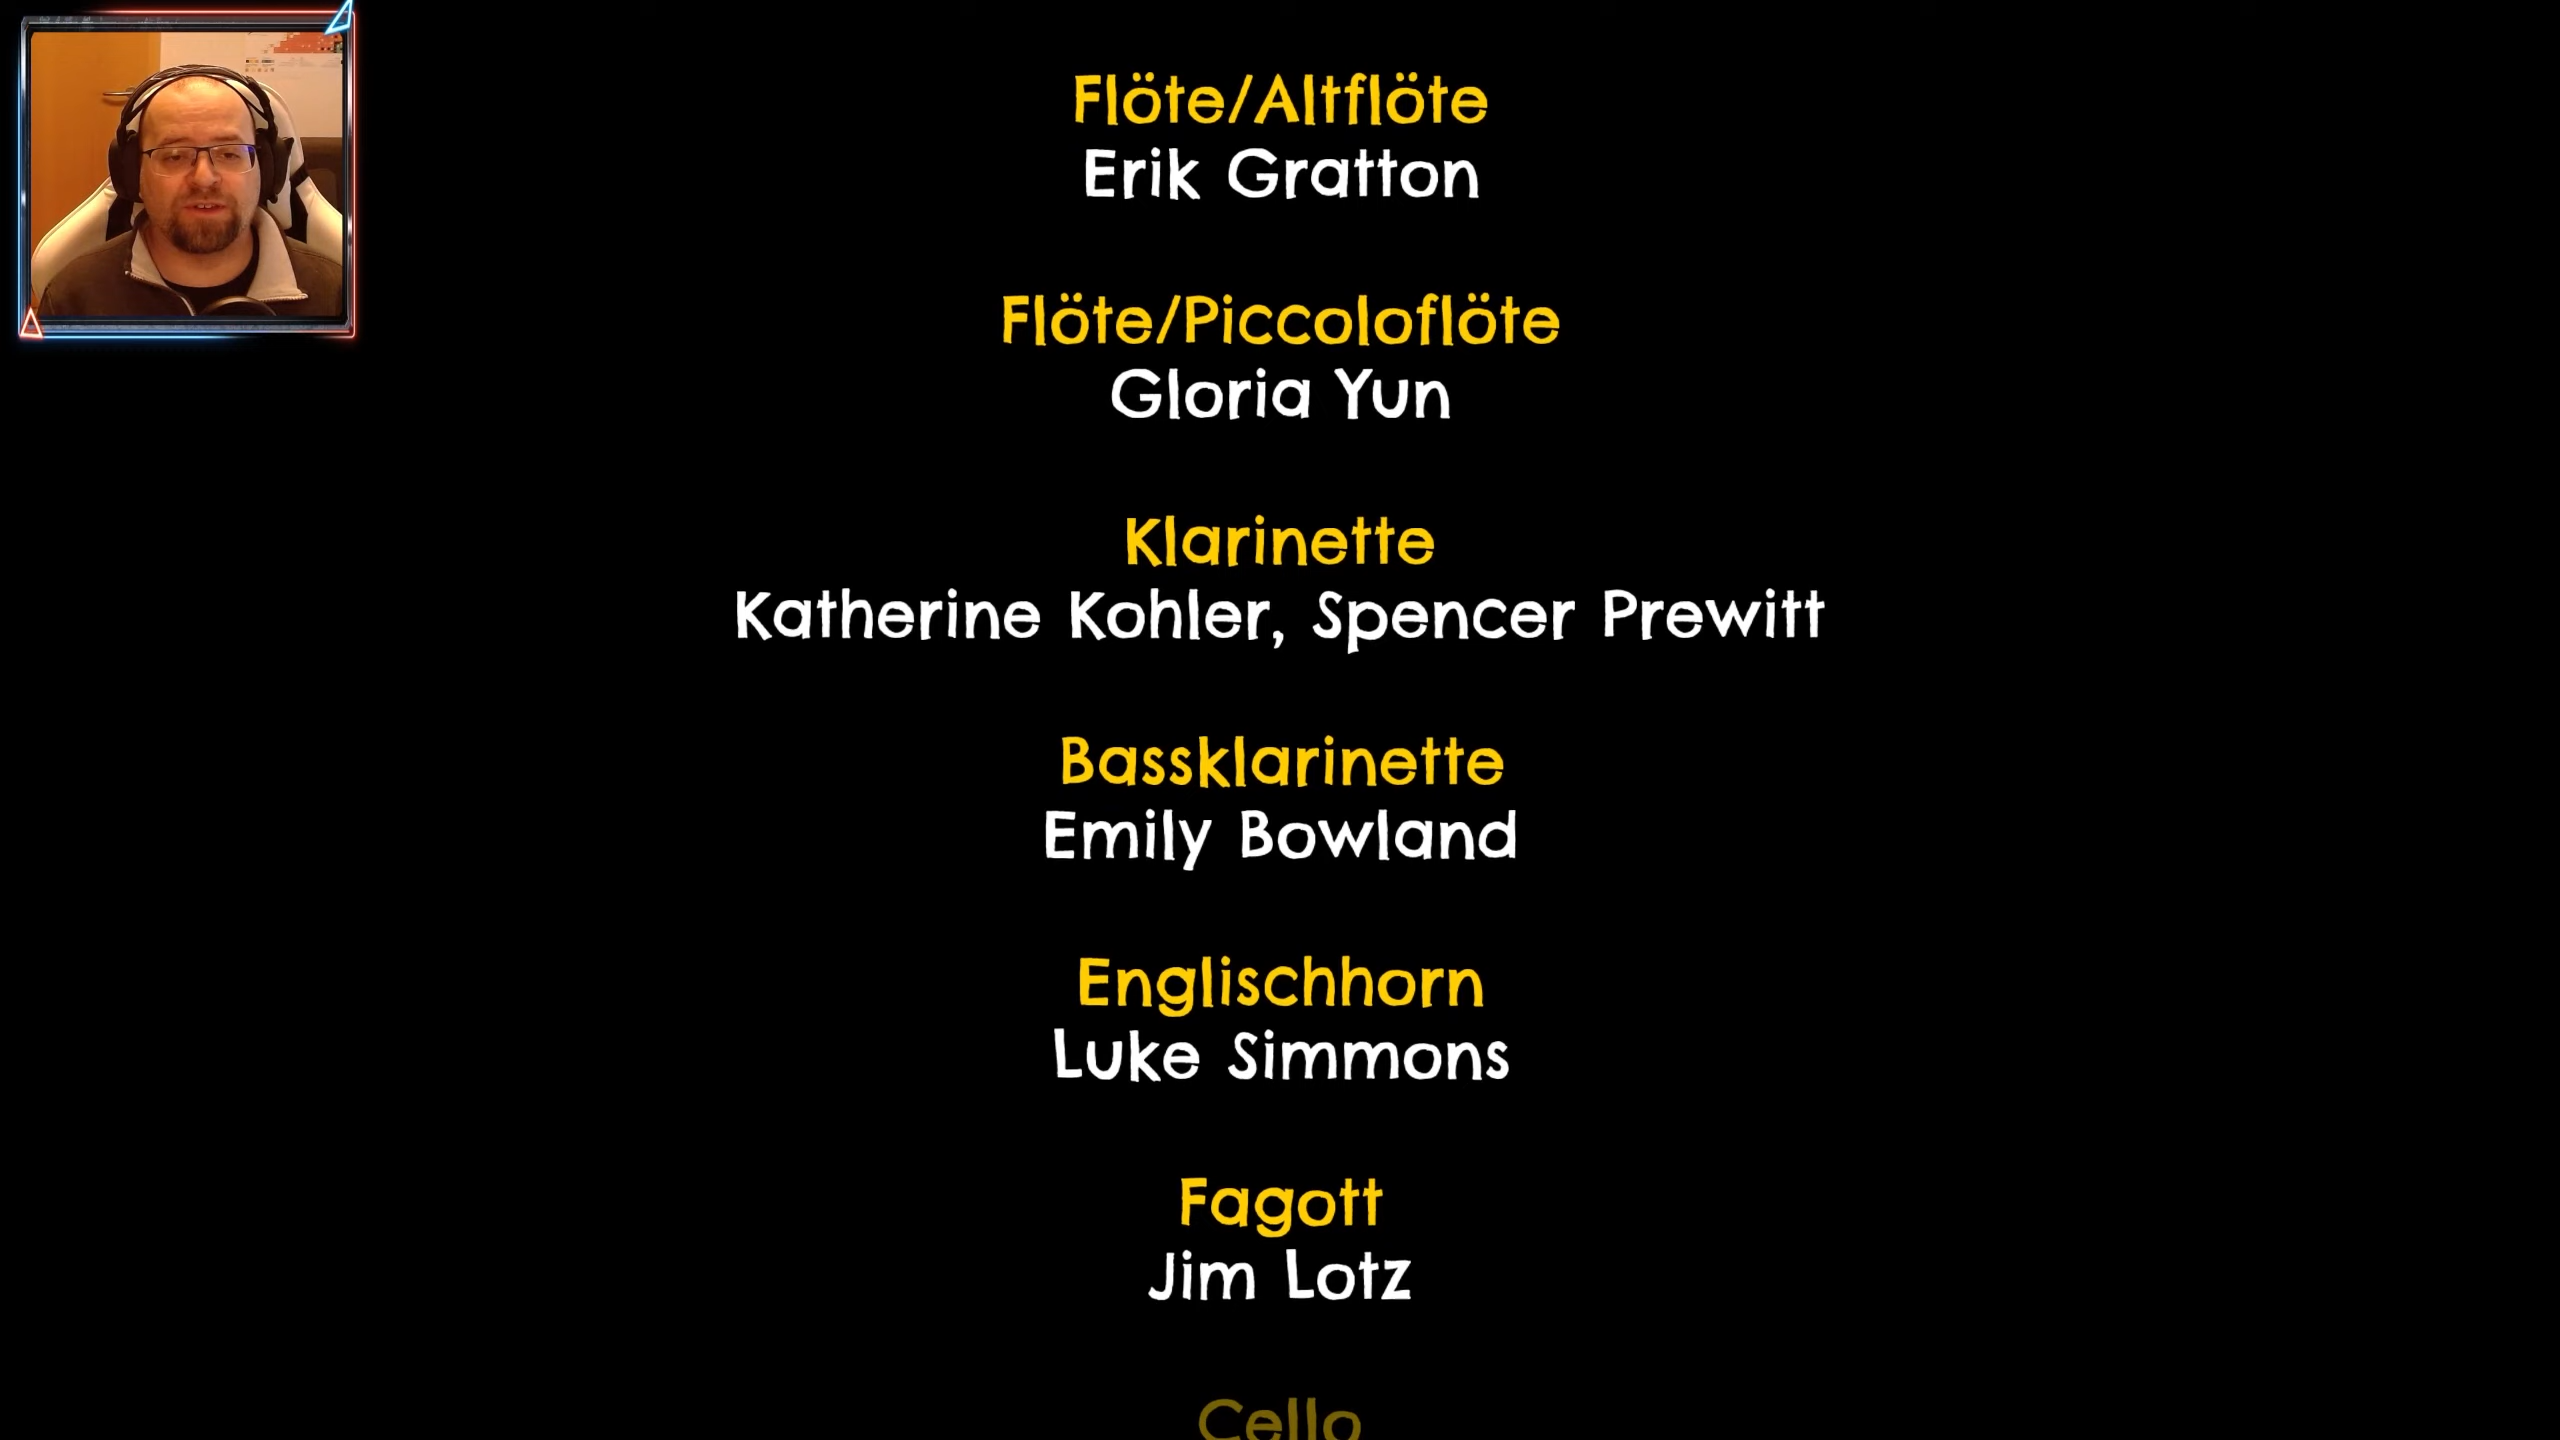 Flöte/Altflöte
Erik Gratton
Flöte/Piccoloflöte
Gloria Yun
Klarinette
Katherine Kohler, Spencer Prewitt
Bassklarinette
Emily Bowland
Englischhorn
Luke Simmons
Fagott
Jim Lotz
Cello